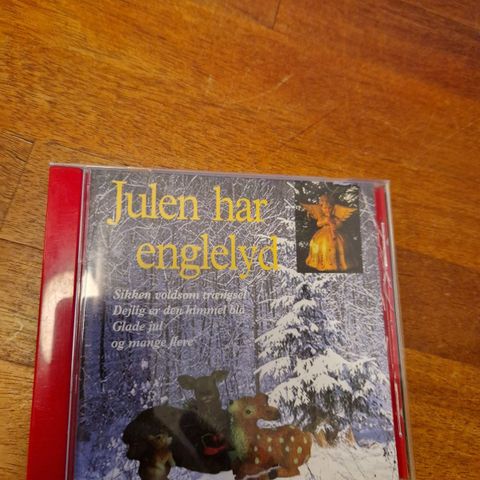 Julen har
englelyd
Sikken voldsom trængsel
Dejlig er den himmel blå
Glade jul
og mange flere